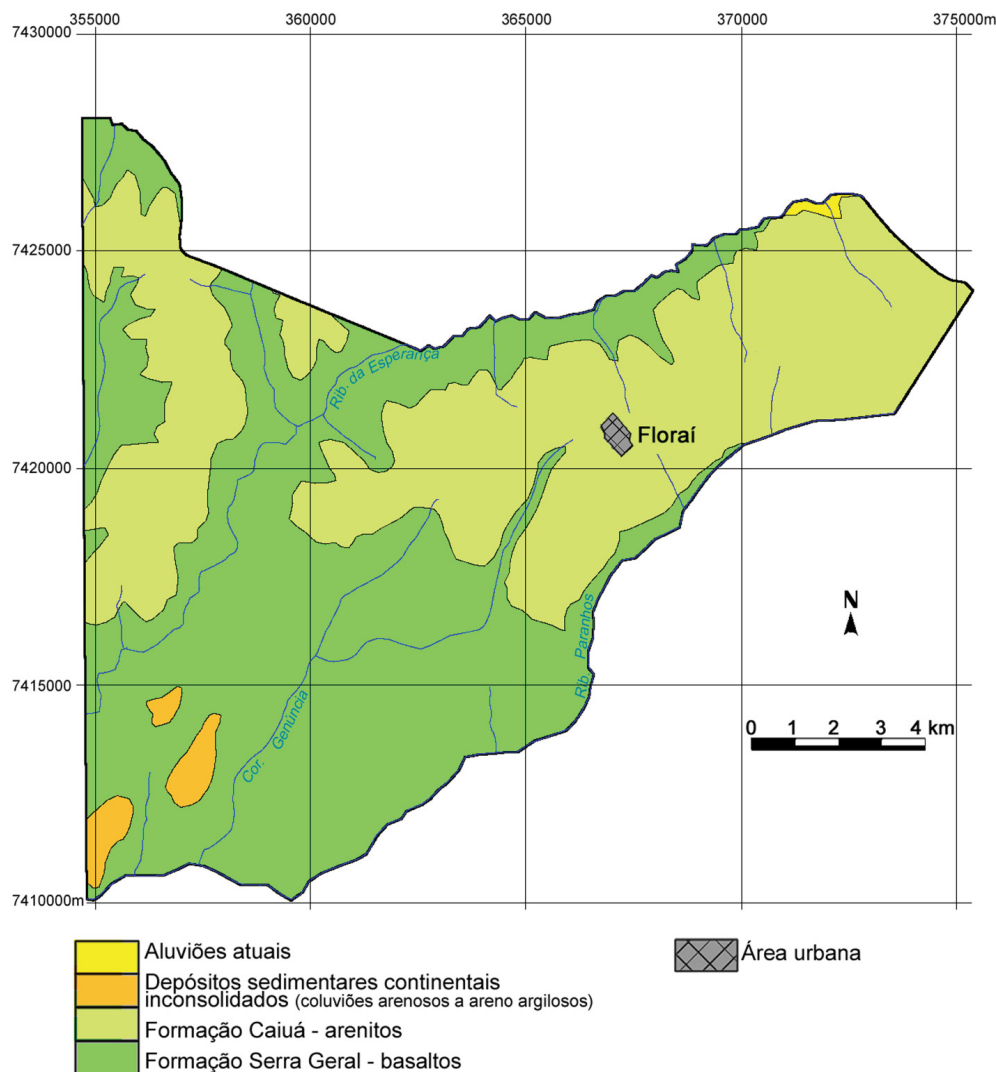 355000
360000
365000
370000
375000m
7430000
7425000
Rib. da Esperança
Floraí
7420000
N
Rib. Paranhos
7415000
Cor. Genúncia
0 1 2 3 4 km
7410000m
Aluviões atuais
Área urbana
Depósitos sedimentares continentais
inconsolidados (coluviões arenosos a areno argilosos)
Formação Caiuá - arenitos
Formação Serra Geral - basaltos